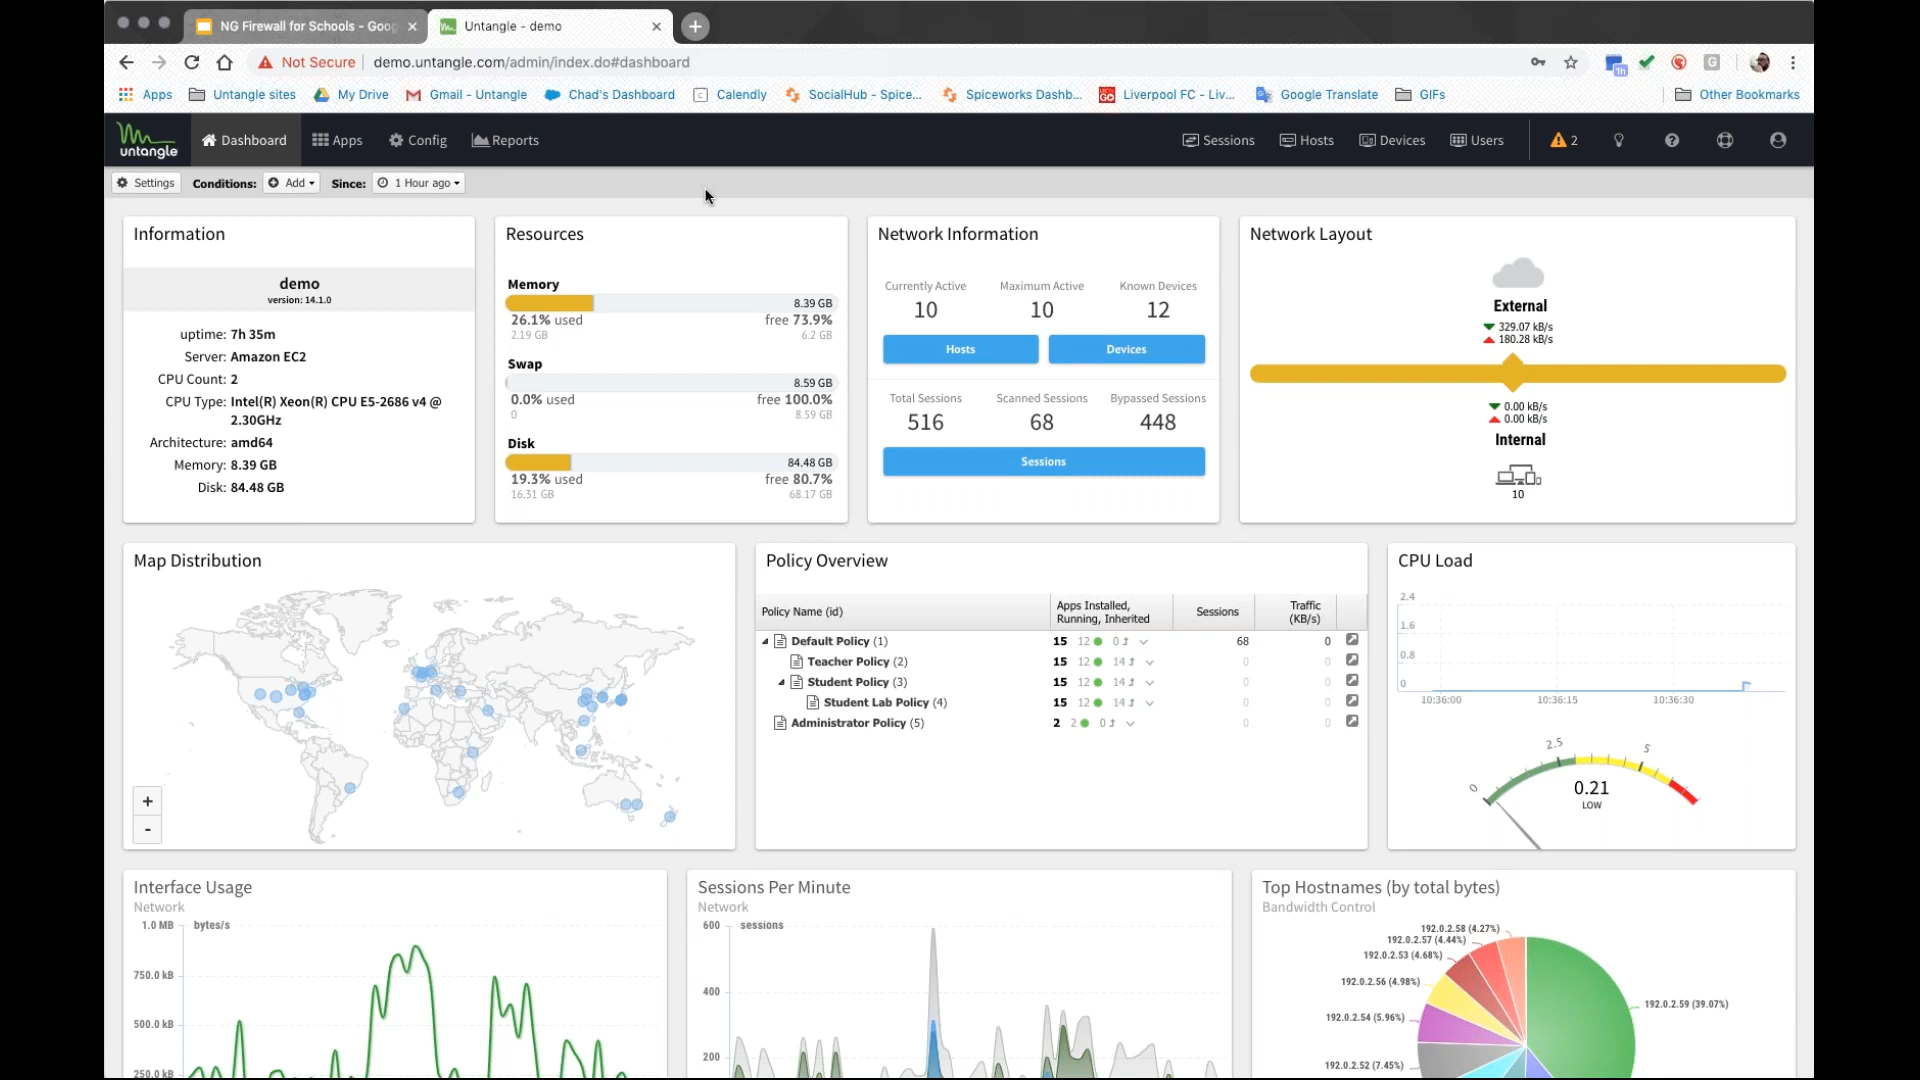 NG Firewall for Schools - Goog
Untangle - demo
Not Secure
demo.untangle.com/admin/index.do#dashboard
1h
G
Apps
Untangle sites
My Drive
Gmail - Untangle
Chad's Dashboard
Calendly
SocialHub - Spice...
Spiceworks Dashb...
Liverpool FC - Liv...
Google Translate
GIFs
Other Bookmarks
untangle
Dashboard
Apps
Config
Reports
Sessions
Hosts
Devices
Users
2
Settings
Conditions:
Add
Since:
1 Hour ago
Information
demo
version: 14.1.0
uptime: 7h 35m
Server: Amazon EC2
CPU Count: 2
CPU Type: Intel(R) Xeon(R) CPU E5-2686 v4 @
2.30GHz
Architecture: amd64
Memory: 8.39 GB
Disk: 84.48 GB
Resources
Memory
8.39 GB
26.1% used free 73.9%
2.19 GB 6.2 GB
Swap
8.59 GB
0.0% used free 100.0%
0 8.59 GB
Disk
84.48 GB
19.3% used free 80.7%
16.31 GB 68.17 GB
Network Information
Currently Active Maximum Active Known Devices
10 10 12
Hosts Devices
Total Sessions Scanned Sessions Bypassed Sessions
516 68 448
Sessions
Network Layout
External
329.07 kB/s
180.28 kB/s
0.00 kB/s
0.00 kB/s
Internal
10
Map Distribution
+
-
Policy Overview
Policy Name (id)
Apps Installed,
Running, Inherited
Sessions
Traffic
(KB/s)
Default Policy (1) 15 12 0 68 0
Teacher Policy (2) 15 12 14 0 0
Student Policy (3) 15 12 14 0 0
Student Lab Policy (4) 15 12 14 0 0
Administrator Policy (5) 2 2 0 0 0
CPU Load
2.4
1.6
0.8
0
10:36:00 10:36:15 10:36:30
0 2.5 5
0.21
LOW
Interface Usage
Network
1.0 MB bytes/s
750.0 kB
500.0 kB
250.0 kB
Sessions Per Minute
Network
600 sessions
400
200
Top Hostnames (by total bytes)
Bandwidth Control
192.0.2.58 (4.27%)
192.0.2.57 (4.44%)
192.0.2.53 (4.68%)
192.0.2.56 (4.98%)
192.0.2.59 (39.07%)
192.0.2.54 (5.96%)
192.0.2.52 (7.45%)